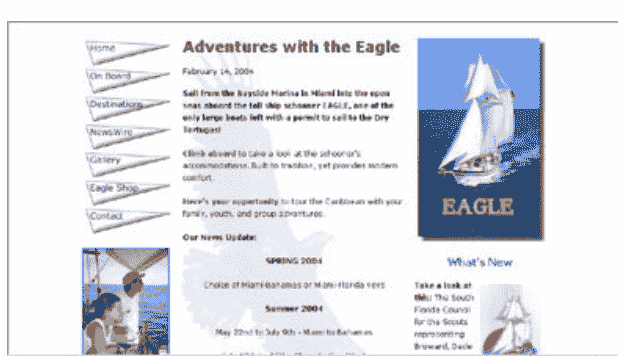 Home
On Board
Destinations
NewsWire
Gallery
Eagle Shop
Contact
Adventures with the Eagle
February 14, 2004
Sail from the Bayside Marina in Miami into the open
seas aboard the tall ship schooner EAGLE, one of the
only large boats left with a permit to sail to the Dry
Tortugas!
Climb aboard to take a look at the schooner's
accommodations. Built to tradition, yet provides modern
comfort.
Here's your opportunity to tour the Caribbean with your
family, youth, and group adventures.
Our News Update:
SPRING 2004
Choice of Miami-Bahamas or Miami-Florida Keys
Summer 2004
May 22nd to July 9th - Miami to Bahamas
EAGLE
What's New
Take a look at
this! The South
Florida Council
for the Scouts
representing
Broward, Dade